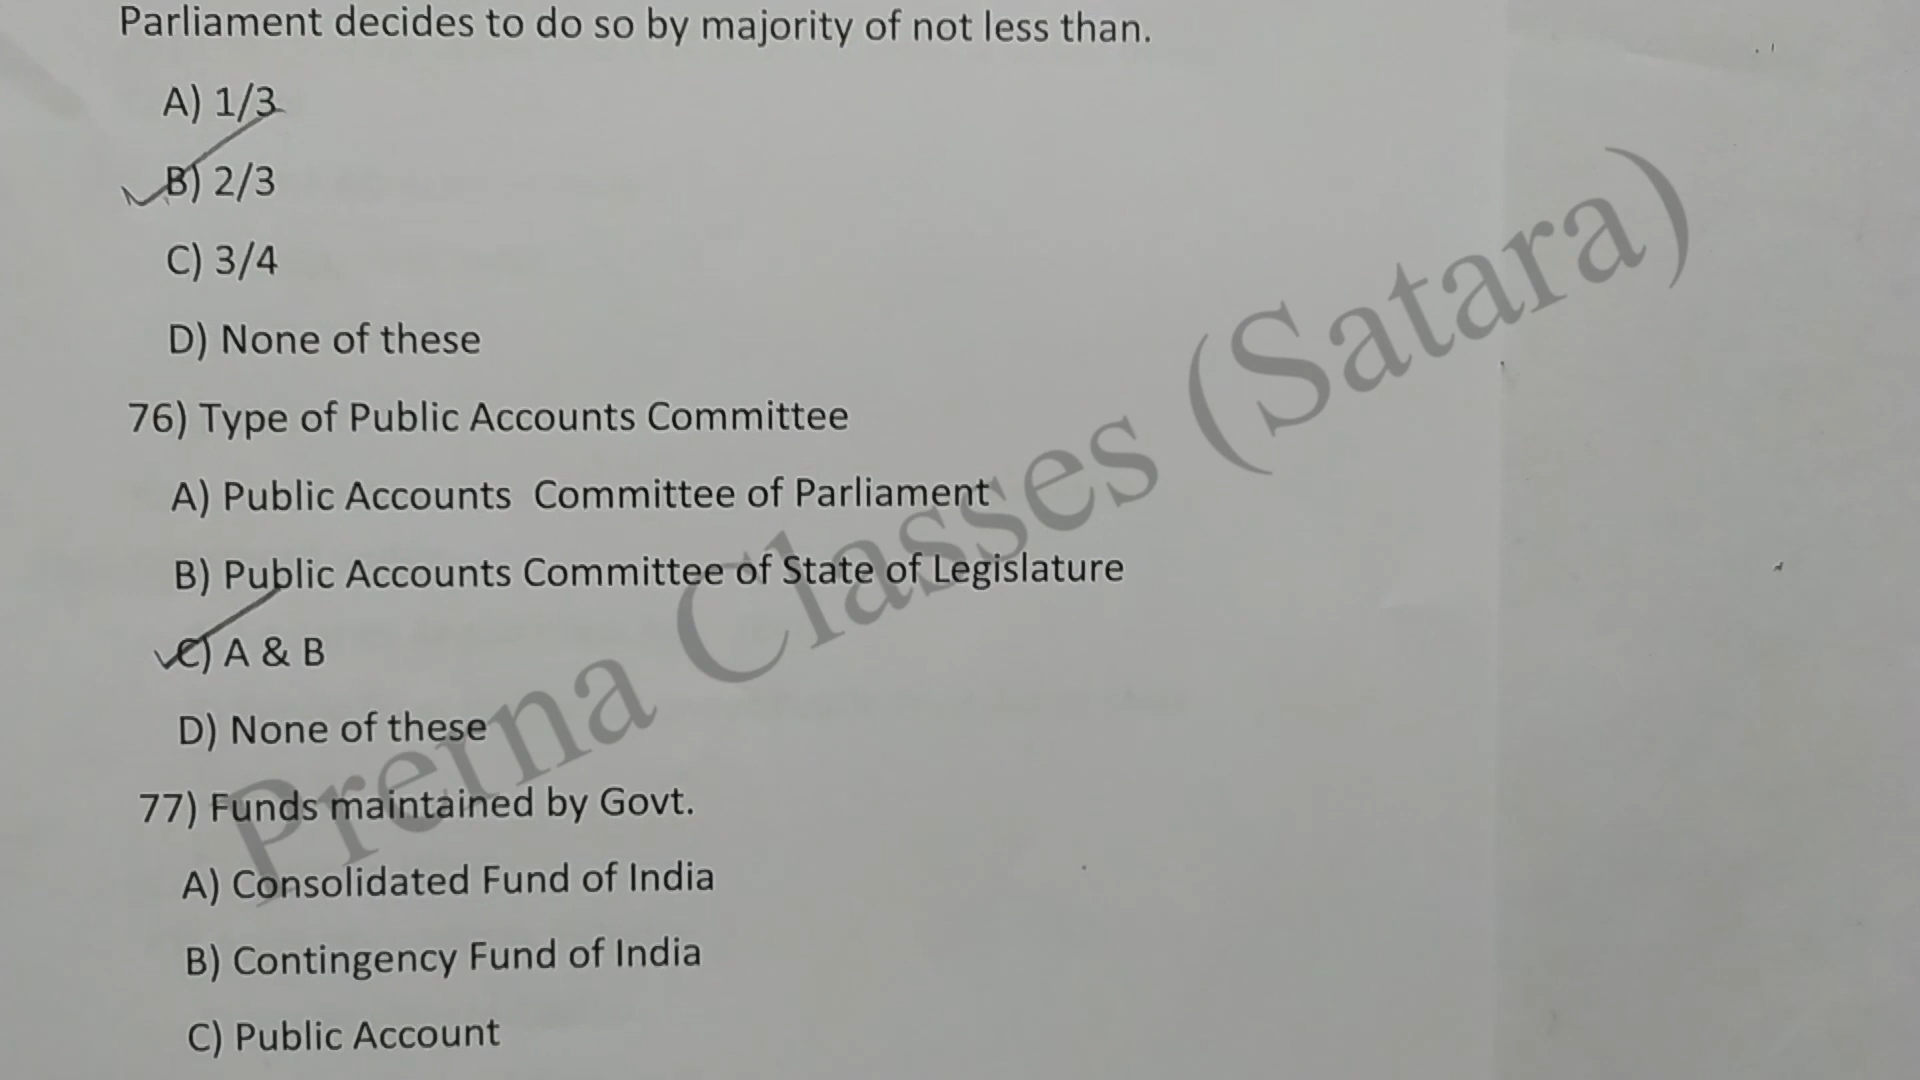 Parliament decides to do so by majority of not less than.
A) 1/3
B) 2/3
C) 3/4
D) None of these
76) Type of Public Accounts Committee
A) Public Accounts Committee of Parliament
B) Public Accounts Committee of State of Legislature
C) A & B
D) None of these
77) Funds maintained by Govt.
A) Consolidated Fund of India
B) Contingency Fund of India
C) Public Account
Prerna Classes (Satara)